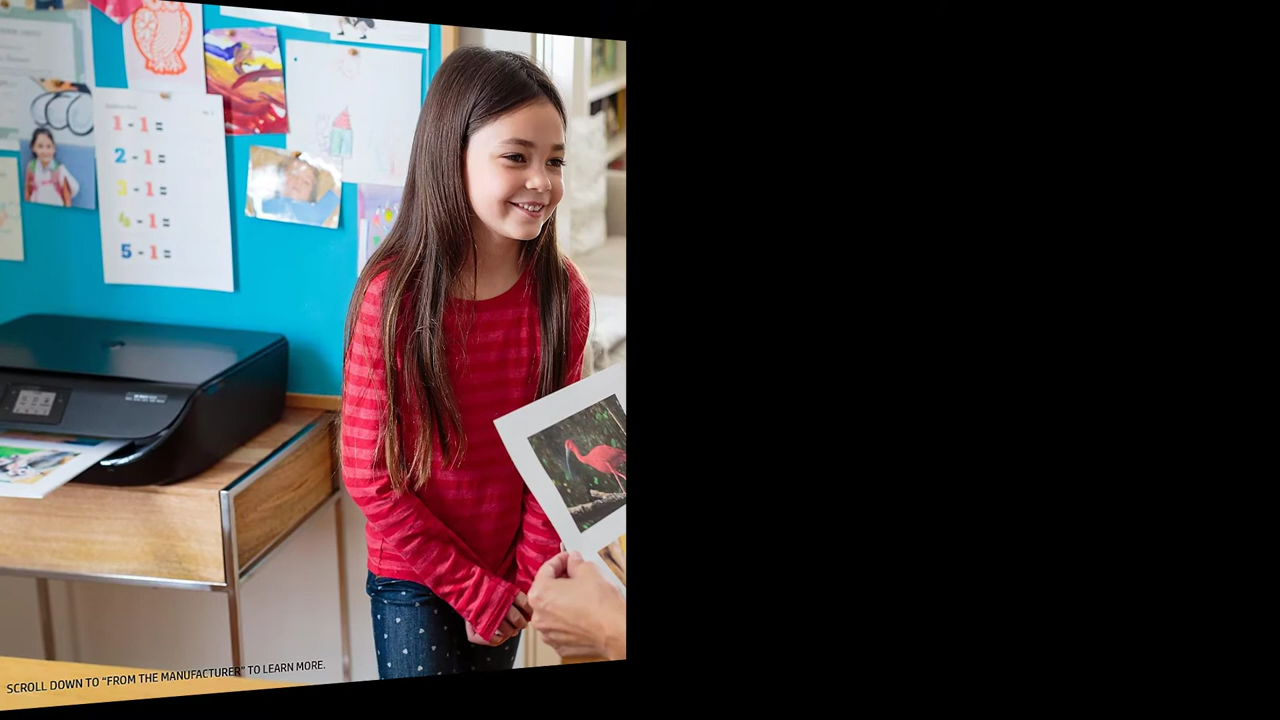 1 - 1 =
2 - 1 =
3 - 1 =
4 - 1 =
5 - 1 =
SCROLL DOWN TO “FROM THE MANUFACTURER” TO LEARN MORE.